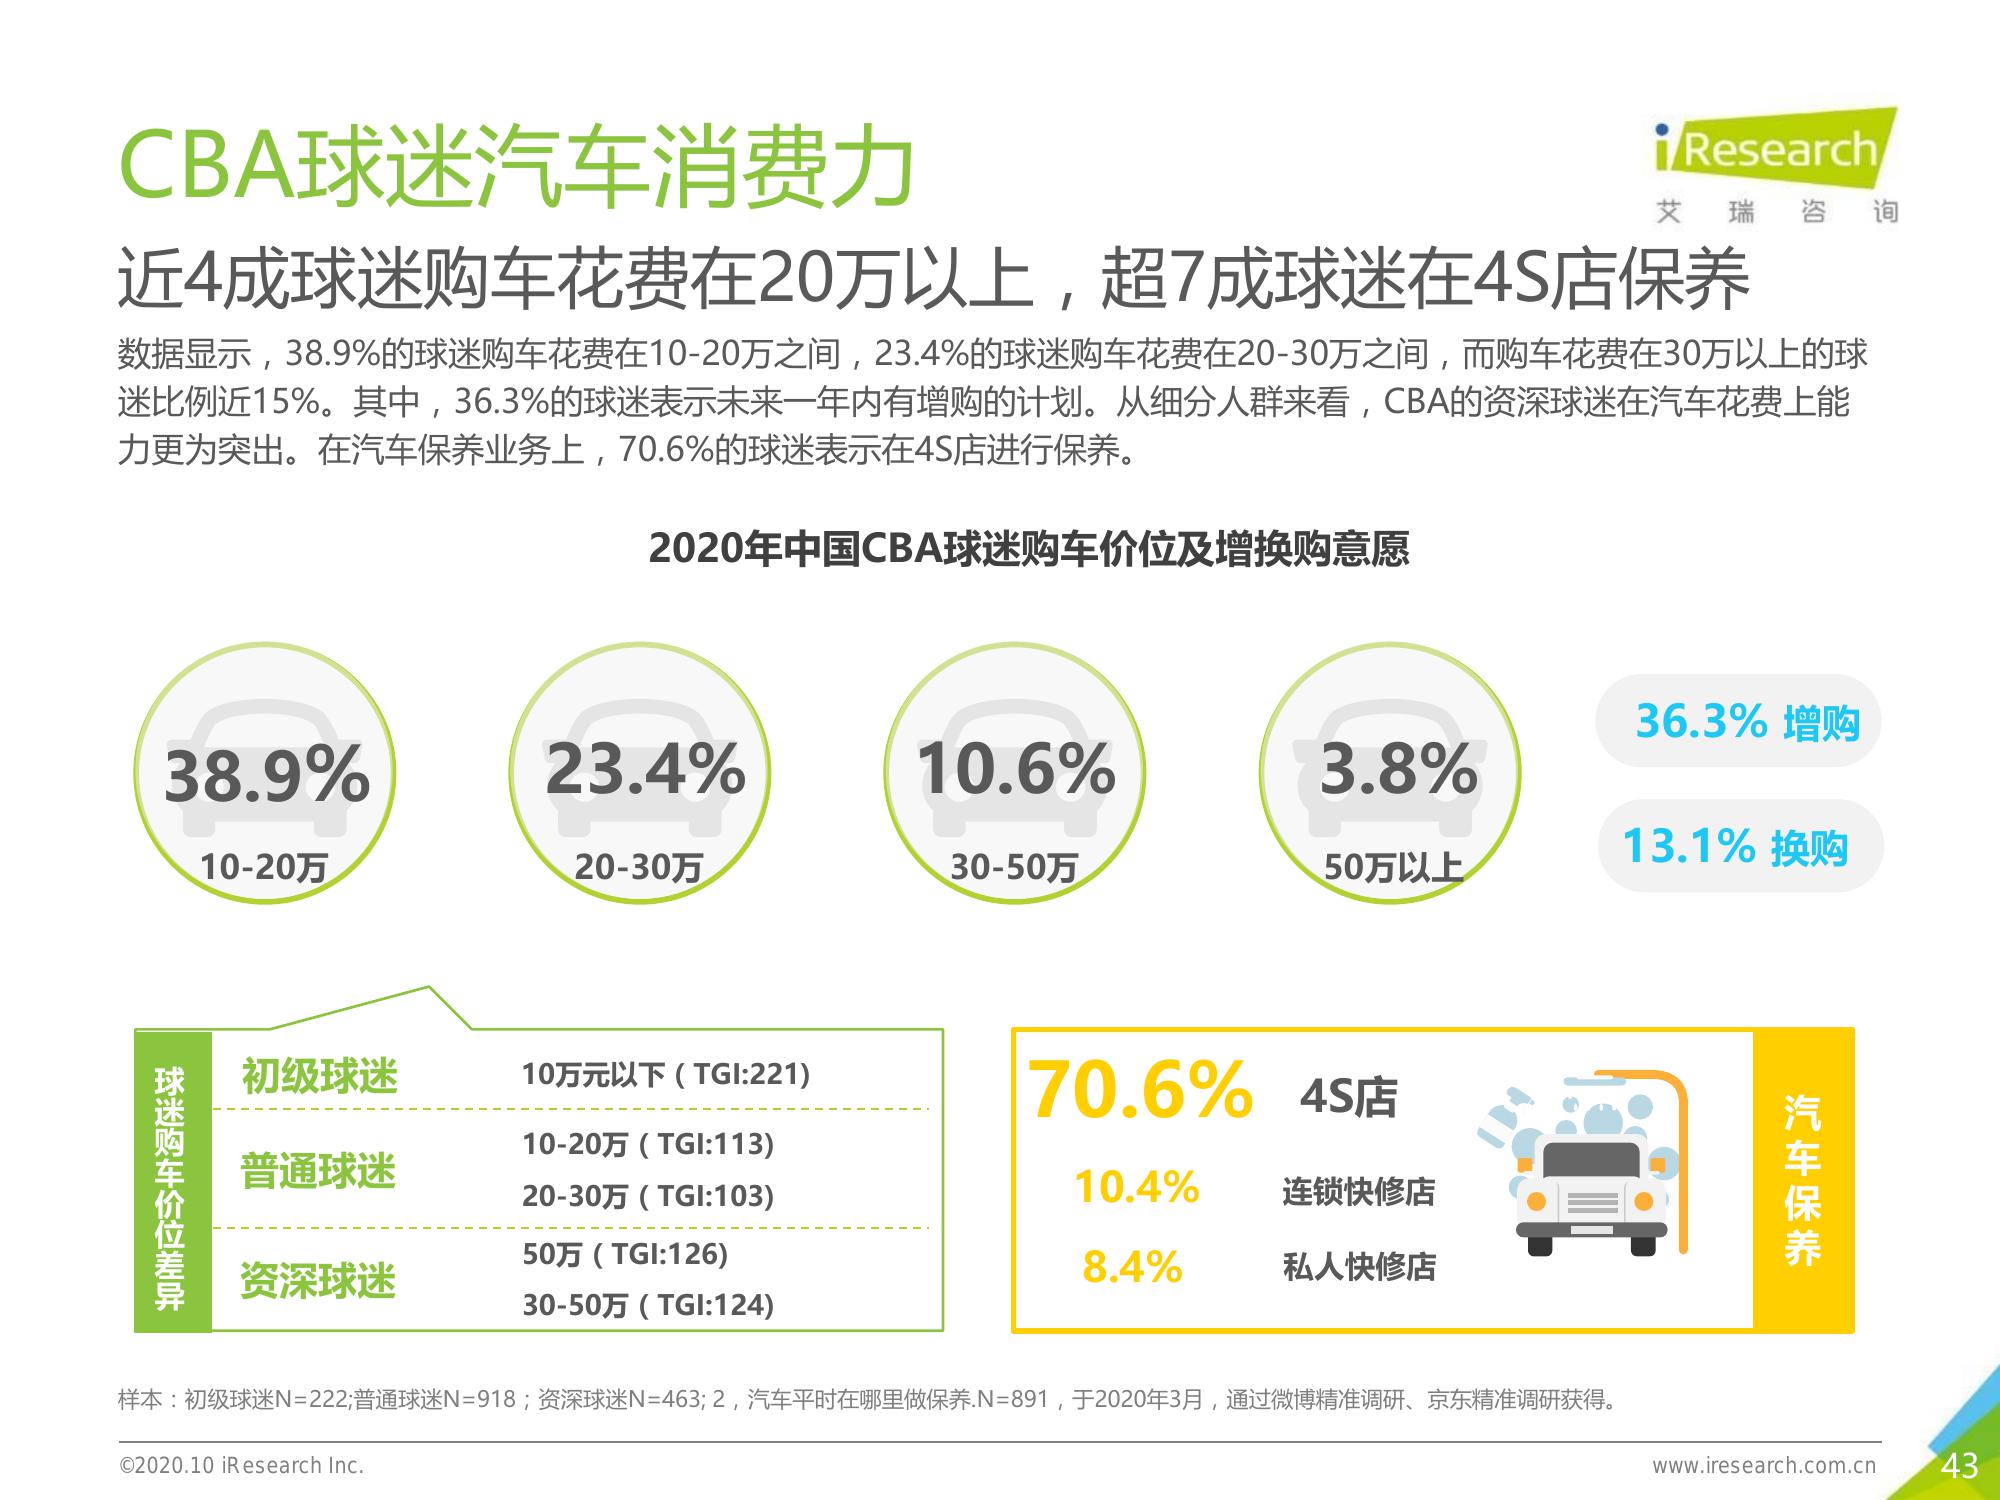 CBA球迷汽车消费力
iResearch
艾瑞咨询
近4成球迷购车花费在20万以上，超7成球迷在4S店保养
数据显示，38.9%的球迷购车花费在10-20万之间，23.4%的球迷购车花费在20-30万之间，而购车花费在30万以上的球
迷比例近15%。其中，36.3%的球迷表示未来一年内有增购的计划。从细分人群来看，CBA的资深球迷在汽车花费上能
力更为突出。在汽车保养业务上，70.6%的球迷表示在4S店进行保养。
2020年中国CBA球迷购车价位及增换购意愿
38.9%
10-20万
23.4%
20-30万
10.6%
30-50万
3.8%
50万以上
36.3% 增购
13.1% 换购
球迷购车价位差异
初级球迷
10万元以下（TGI:221)
普通球迷
10-20万（TGI:113)
20-30万（TGI:103)
资深球迷
50万（TGI:126)
30-50万（TGI:124)
70.6% 4S店
10.4% 连锁快修店
8.4% 私人快修店
汽车保养
样本：初级球迷N=222;普通球迷N=918；资深球迷N=463; 2，汽车平时在哪里做保养.N=891，于2020年3月，通过微博精准调研、京东精准调研获得。
©2020.10 iResearch Inc.
www.iresearch.com.cn
43